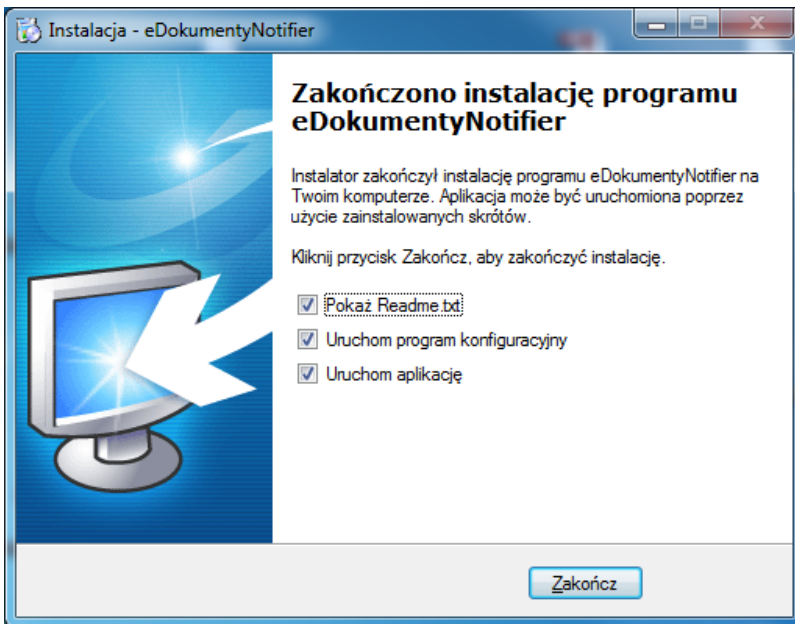 Instalacja - eDokumentyNotifier
Zakończono instalację programu
eDokumentyNotifier
Instalator zakończył instalację programu eDokumentyNotifier na
Twoim komputerze. Aplikacja może być uruchomiona poprzez
użycie zainstalowanych skrótów.
Kliknij przycisk Zakończ, aby zakończyć instalację.
Pokaż Readme.txt
Uruchom program konfiguracyjny
Uruchom aplikację
Zakończ